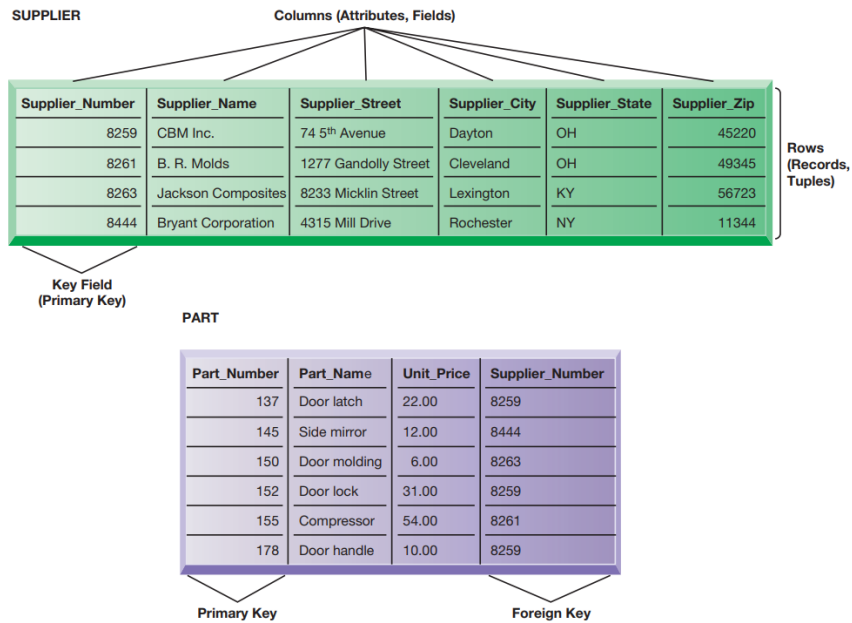 SUPPLIER
Columns (Attributes, Fields)
Supplier_Number Supplier_Name Supplier_Street Supplier_City Supplier_State Supplier_Zip
8259 CBM Inc. 74 5th Avenue Dayton OH 45220
8261 B. R. Molds 1277 Gandolly Street Cleveland OH 49345
8263 Jackson Composites 8233 Micklin Street Lexington KY 56723
8444 Bryant Corporation 4315 Mill Drive Rochester NY 11344
Rows
(Records,
Tuples)
Key Field
(Primary Key)
PART
Part_Number Part_Name Unit_Price Supplier_Number
137 Door latch 22.00 8259
145 Side mirror 12.00 8444
150 Door molding 6.00 8263
152 Door lock 31.00 8259
155 Compressor 54.00 8261
178 Door handle 10.00 8259
Primary Key
Foreign Key